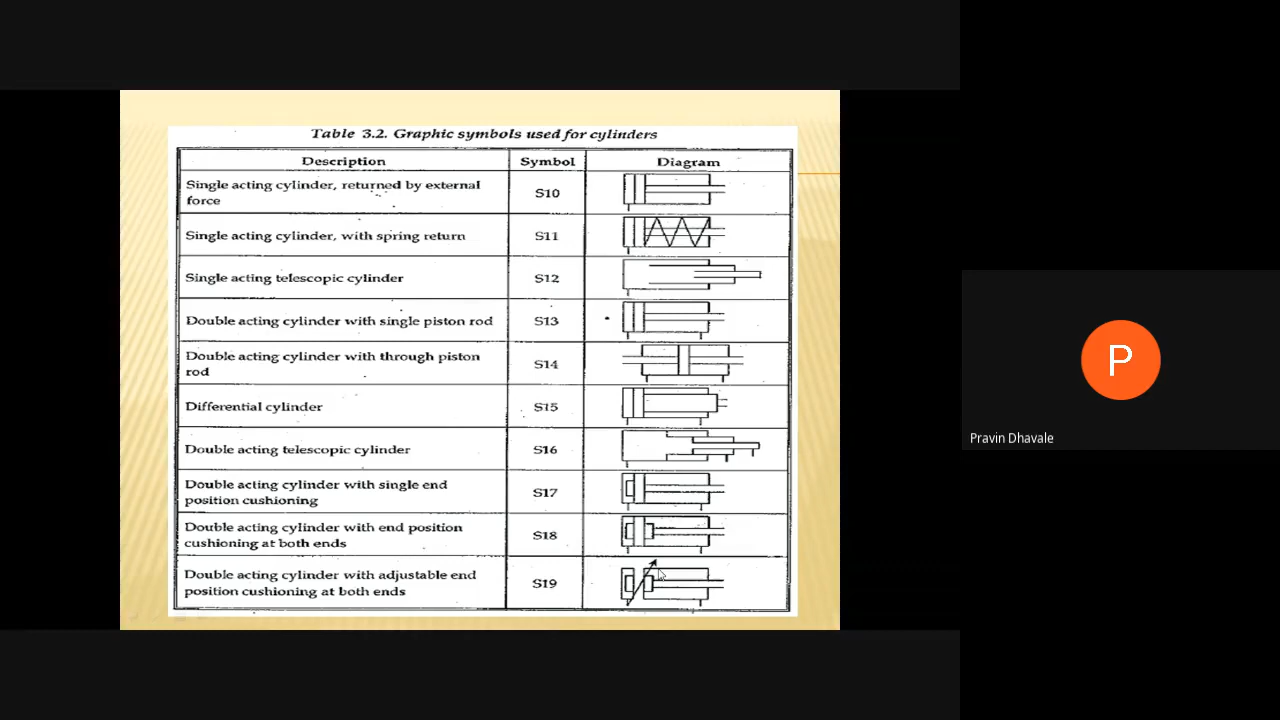 Table 3.2. Graphic symbols used for cylinders
Description Symbol Diagram
Single acting cylinder, returned by external
force
S10
Single acting cylinder, with spring return S11
Single acting telescopic cylinder S12
Double acting cylinder with single piston rod S13
Double acting cylinder with through piston
rod
S14
Differential cylinder S15
Double acting telescopic cylinder S16
Double acting cylinder with single end
position cushioning
S17
Double acting cylinder with end position
cushioning at both ends
S18
Double acting cylinder with adjustable end
position cushioning at both ends
S19
P
Pravin Dhavale